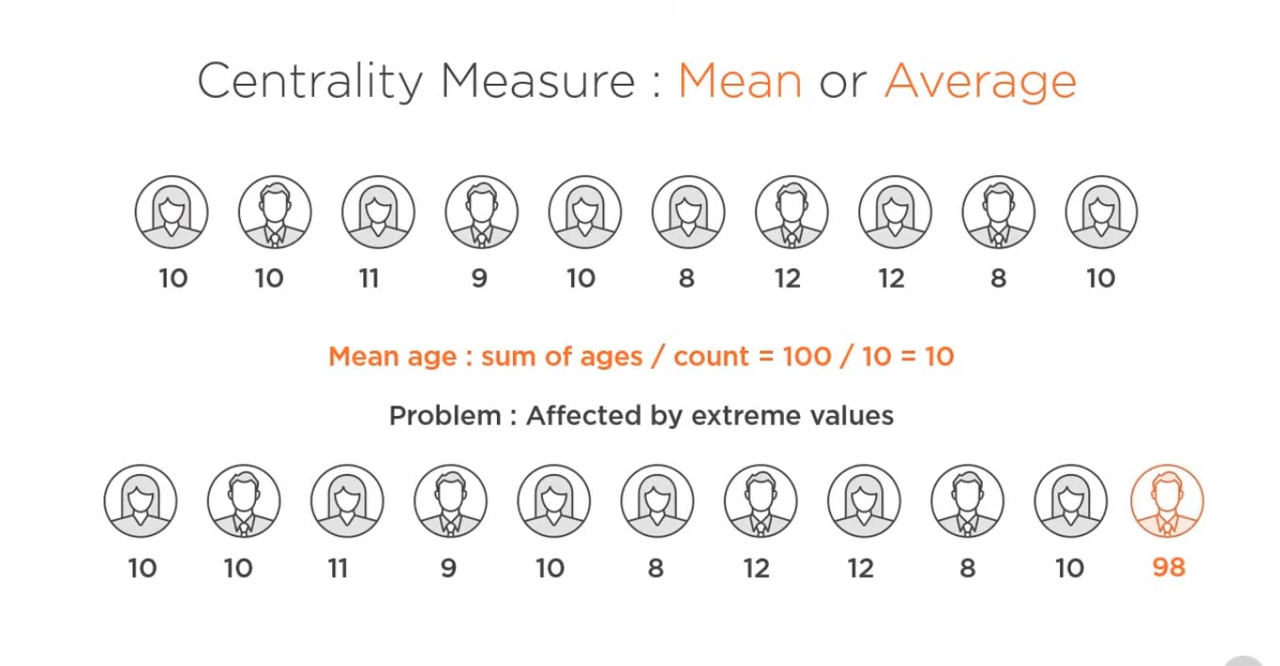 Centrality Measure : Mean or Average
10 10 11 9 10 8 12 12 8 10
Mean age : sum of ages / count = 100 / 10 = 10
Problem : Affected by extreme values
10 10 11 9 10 8 12 12 8 10 98